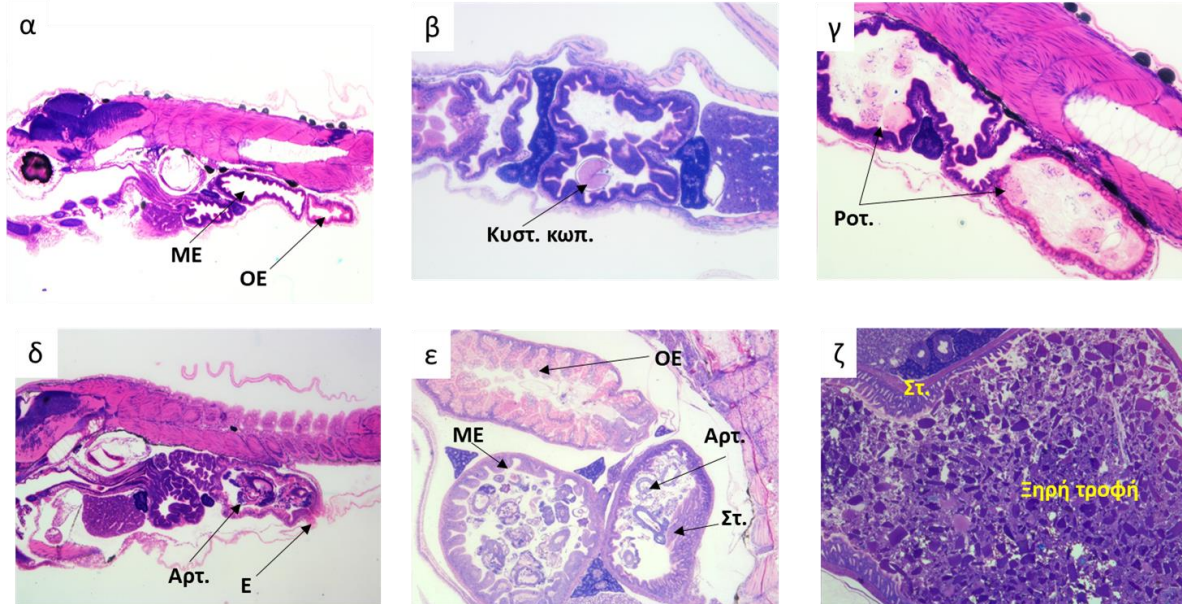 α
ΜΕ
ΟΕ
β
Κυστ. κωπ.
γ
Ροτ.
δ
Αρτ.
Ε
ε
ΟΕ
ΜΕ
Αρτ.
Στ.
ζ
Στ.
Ξηρή τροφή